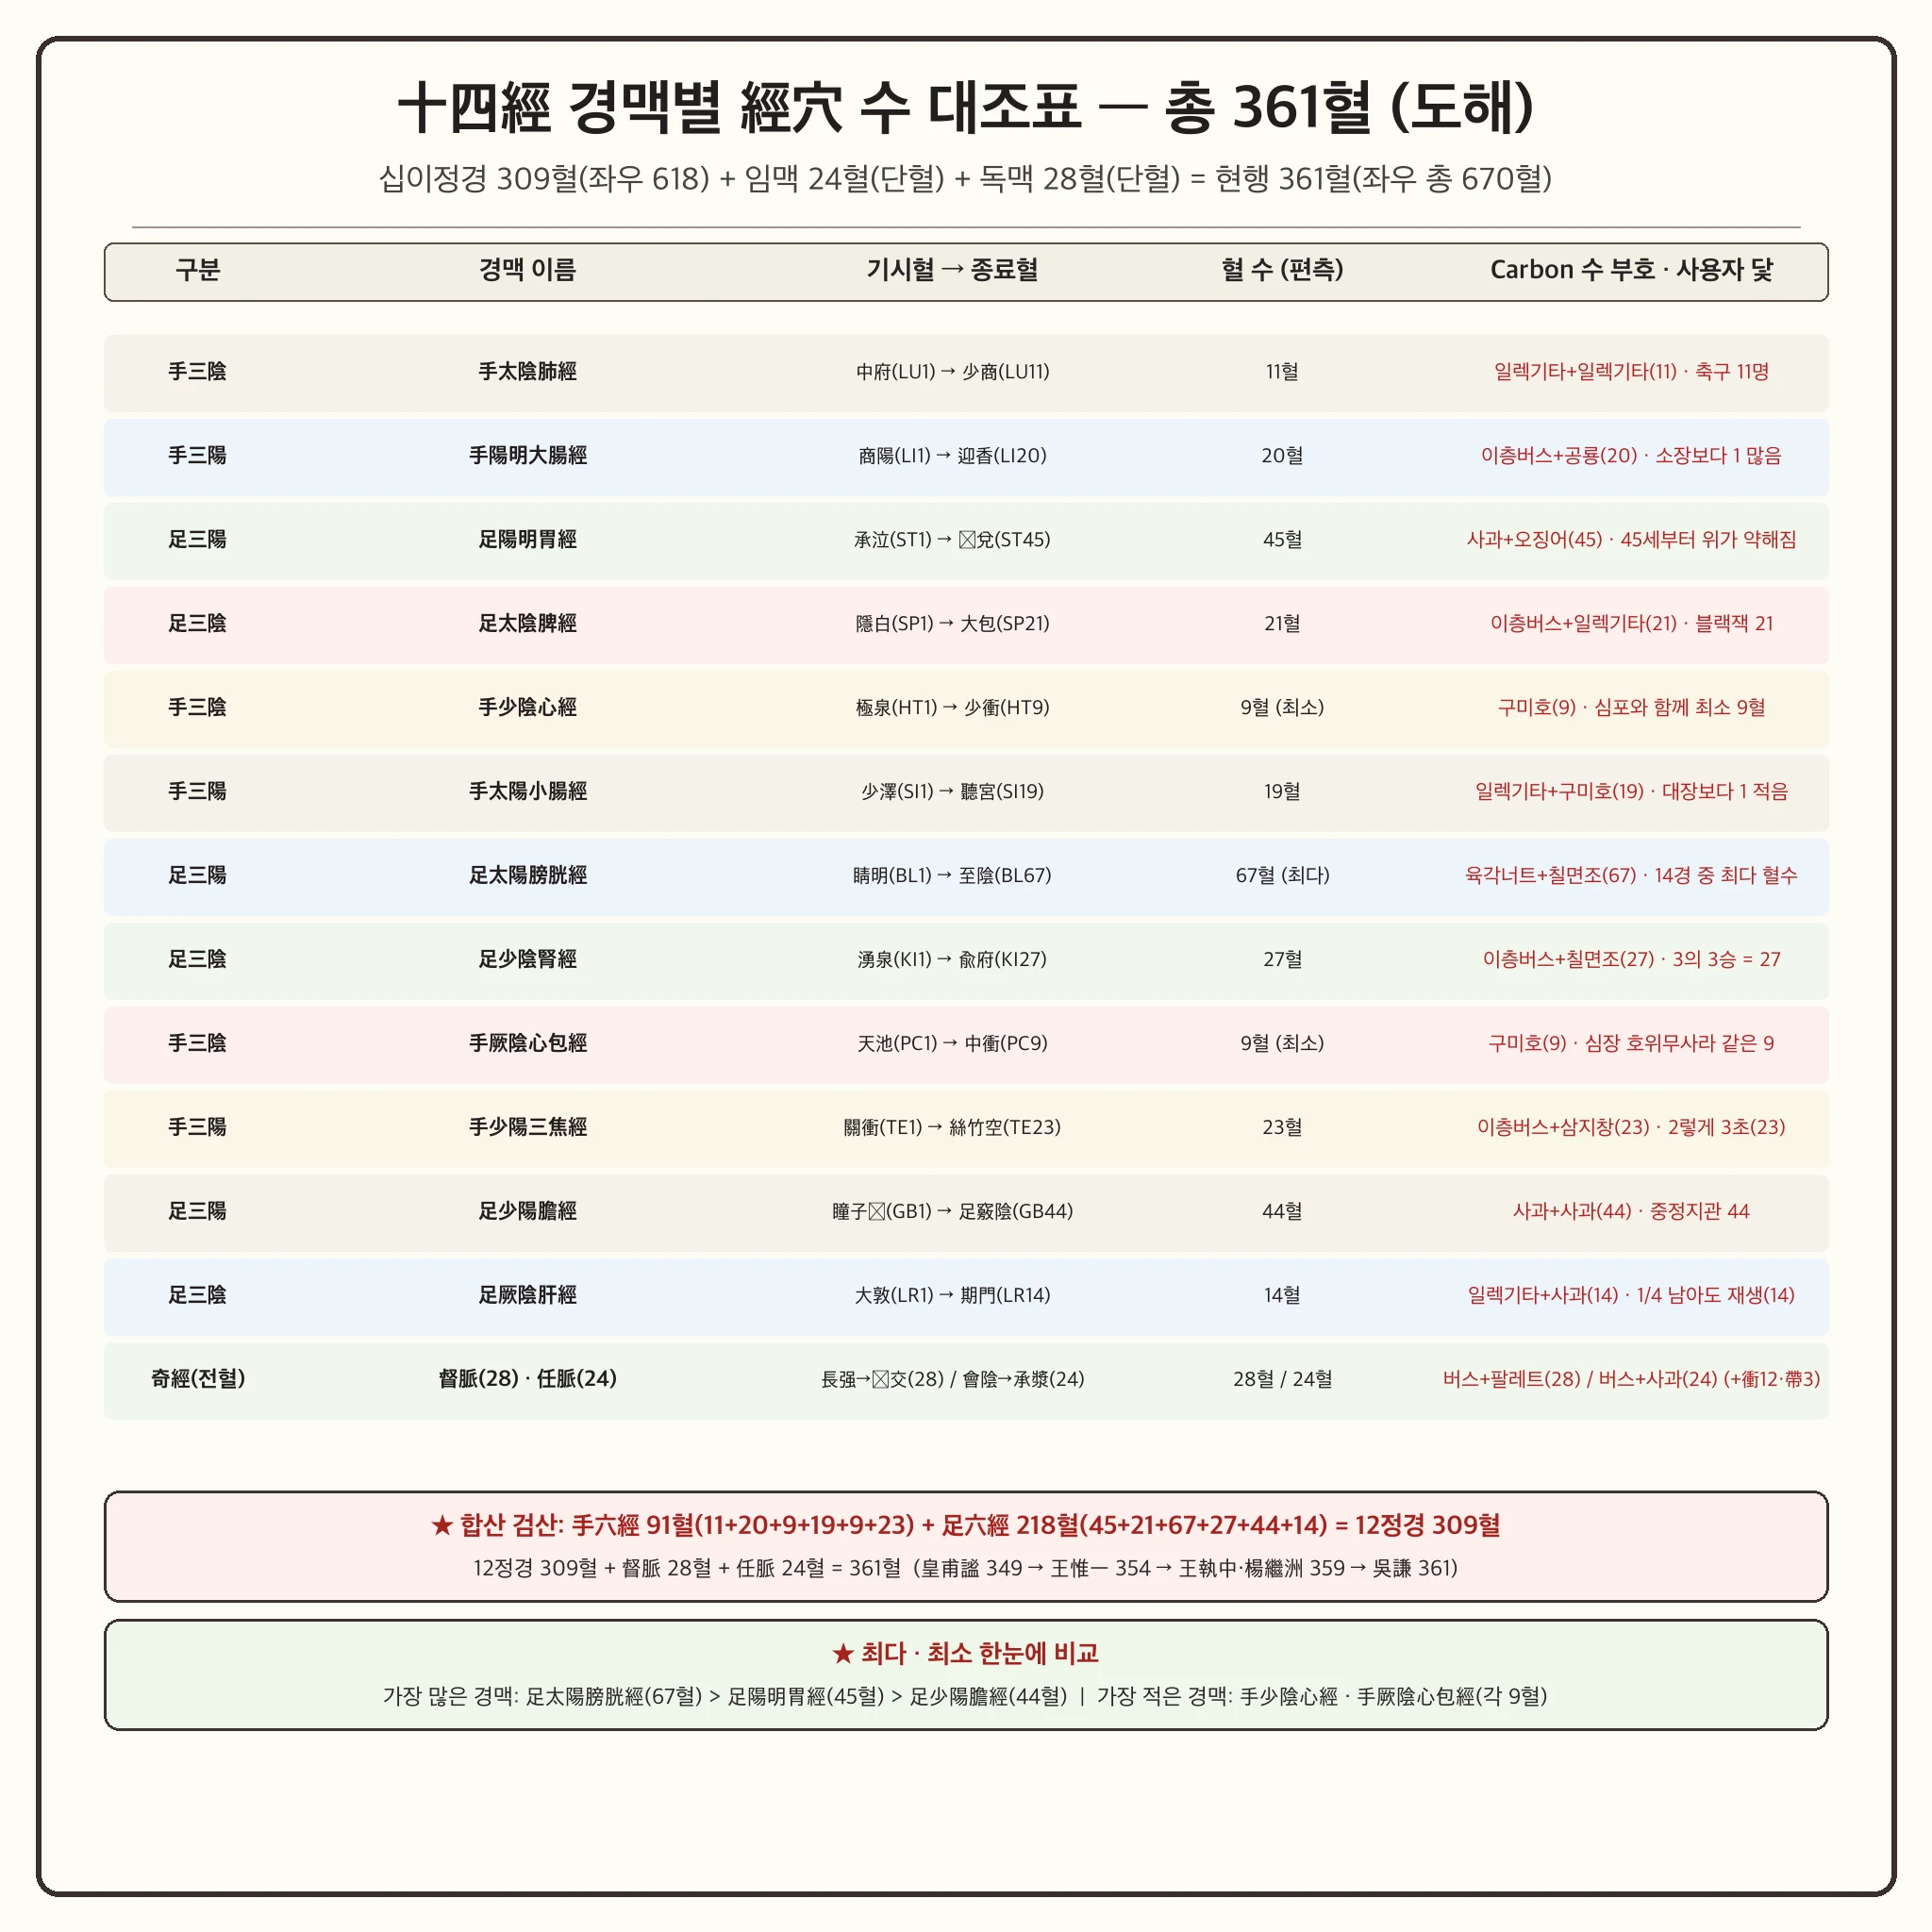 十四經 경맥별 經穴 수 대조표 — 총 361혈 (도해)
십이정경 309혈(좌우 618) + 임맥 24혈(단혈) + 독맥 28혈(단혈) = 현행 361혈(좌우 총 670혈)
구분 경맥 이름 기시혈 → 종료혈 혈 수 (편측) Carbon 수 부호 · 사용자 닻
手三陰 手太陰肺經 中府(LU1) → 少商(LU11) 11혈 일렉기타+일렉기타(11) · 축구 11명
手三陽 手陽明大腸經 商陽(LI1) → 迎香(LI20) 20혈 이층버스+공룡(20) · 소장보다 1 많음
足三陽 足陽明胃經 承泣(ST1) → 兌(ST45) 45혈 사과+오징어(45) · 45세부터 위가 약해짐
足三陰 足太陰脾經 隱白(SP1) → 大包(SP21) 21혈 이층버스+일렉기타(21) · 블랙잭 21
手三陰 手少陰心經 極泉(HT1) → 少衝(HT9) 9혈 (최소) 구미호(9) · 심포와 함께 최소 9혈
手三陽 手太陽小腸經 少澤(SI1) → 聽宮(SI19) 19혈 일렉기타+구미호(19) · 대장보다 1 적음
足三陽 足太陽膀胱經 睛明(BL1) → 至陰(BL67) 67혈 (최다) 육각너트+칠면조(67) · 14경 중 최다 혈수
足三陰 足少陰腎經 湧泉(KI1) → 兪府(KI27) 27혈 이층버스+칠면조(27) · 3의 3승 = 27
手三陰 手厥陰心包經 天池(PC1) → 中衝(PC9) 9혈 (최소) 구미호(9) · 심장 호위무사라 같은 9
手三陽 手少陽三焦經 關衝(TE1) → 絲竹空(TE23) 23혈 이층버스+삼지창(23) · 2렇게 3초(23)
足三陽 足少陽膽經 瞳子(GB1) → 足竅陰(GB44) 44혈 사과+사과(44) · 중정지관 44
足三陰 足厥陰肝經 大敦(LR1) → 期門(LR14) 14혈 일렉기타+사과(14) · 1/4 남아도 재생(14)
奇經(전혈) 督脈(28) · 任脈(24) 長强→交(28) / 會陰→承漿(24) 28혈 / 24혈 버스+팔레트(28) / 버스+사과(24) (+衝12·帶3)
★ 합산 검산: 手六經 91혈(11+20+9+19+9+23) + 足六經 218혈(45+21+67+27+44+14) = 12정경 309혈
12정경 309혈 + 督脈 28혈 + 任脈 24혈 = 361혈 (皇甫謐 349 → 王惟一 354 → 王執中·楊繼洲 359 → 吳謙 361)
★ 최다 · 최소 한눈에 비교
가장 많은 경맥: 足太陽膀胱經(67혈) > 足陽明胃經(45혈) > 足少陽膽經(44혈) | 가장 적은 경맥: 手少陰心經 · 手厥陰心包經(각 9혈)